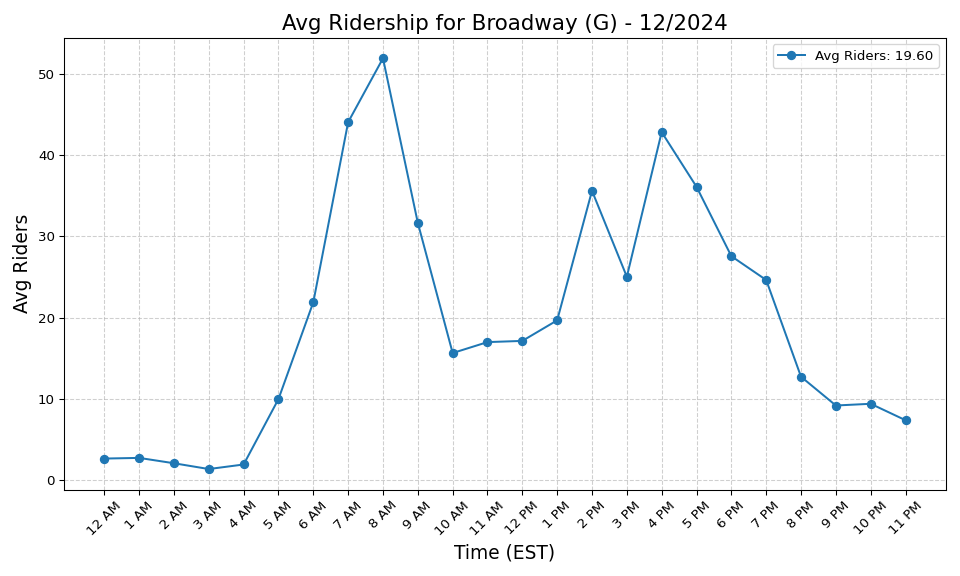 Avg Ridership for Broadway (G) - 12/2024
Avg Riders: 19.60
Avg Riders
50
40
30
20
10
0
12 AM
1 AM
2 AM
3 AM
4 AM
5 AM
6 AM
7 AM
8 AM
9 AM
10 AM
11 AM
12 PM
1 PM
2 PM
3 PM
4 PM
5 PM
6 PM
7 PM
8 PM
9 PM
10 PM
11 PM
Time (EST)